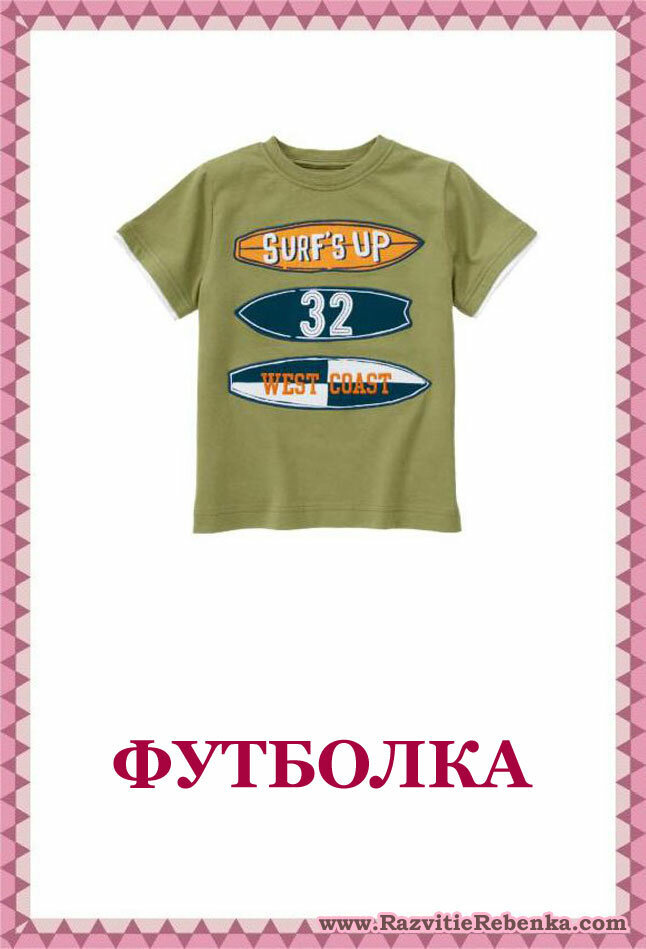 SURF'S UP
32
WEST COAST
ФУТБОЛКА
www.RazvitieRebenka.com